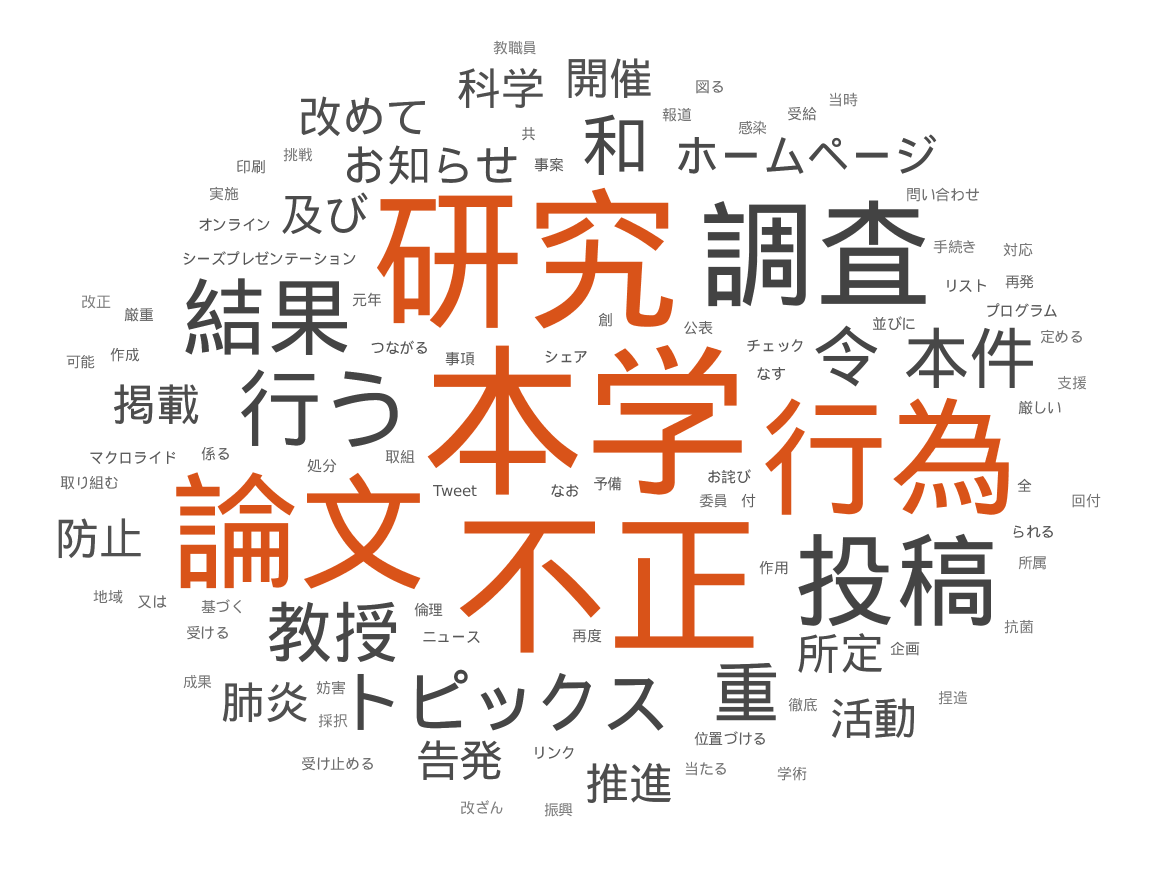 教職員
科学
開催
図る
改めて
報道
当時
受給
感染
共
和
ホームページ
印刷
挑戦
お知らせ
事案
実施
及び
研究
調査
問い合わせ
オンライン
手続き
対応
シーズプレゼンテーション
リスト
再発
改正
厳重
結果
元年
創
公表
並びに
プログラム
可能
作成
つながる
事項
シェア
チェック
令
本件
定める
なす
支援
掲載
行う
本学
行為
厳しい
マクロライド
係る
処分
取組
取り組む
Tweet
なお
予備
お詫び
委員
付
全
回付
防止
論文
不正
投稿
られる
所属
作用
地域
又は
基づく
受ける
教授
倫理
ニュース
再度
所定
企画
抗菌
成果
肺炎
妨害
採択
トピックス
重
徹底
活動
捏造
受け止める
告発
リンク
位置づける
推進
当たる
学術
改ざん
振興